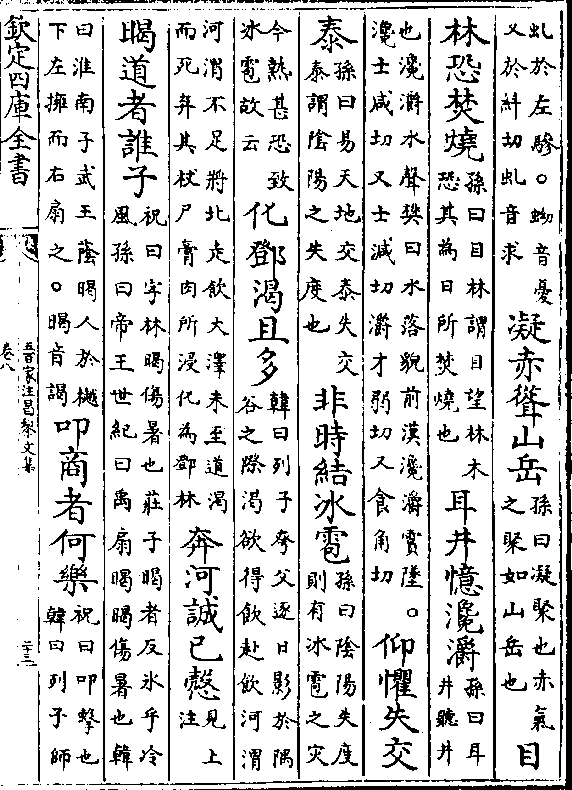 虬於左驂○蚴音憂
乂於糾切虬音求
凝赤聳山岳
孫曰凝聚也赤氣
之聚如山岳也
目
林恐焚燒
孫曰目林謂目望林木
恐其為日所焚燒也
耳井憶瀺灂
孫曰耳
井聽井
也瀺灂水聲樊曰水落貌前漢瀺灂霣墜○
瀺士咸切又士減切灂才弱切又食角切
仰懼失交
泰
孫曰易天地交泰失交
泰謂陰陽之失度也
非時結冰雹
孫曰陰陽失度
則有冰雹之灾
今熱甚恐致
冰雹故云
化鄧渴且多
韓曰列子夸父逐日影於隅
谷之際渴欲得飲赴飲河渭
河渭不足將北走飲大澤未至道渴
而死弃其杖尸膏肉所浸化為鄧林
奔河誠已愸
見上
注
暍道者誰子
祝曰字林暍傷暑也莊子暍者反氷乎冷
風孫曰帝王世紀曰禹扇暍暍傷暑也韓
曰淮南子武王蔭暍人於樾
下左擁而右扇之○暍音謁
叩商者何樂
祝曰叩擊也
韓曰列子師
欽定四庫全書
五百家注昌黎文集
卷八
二十三